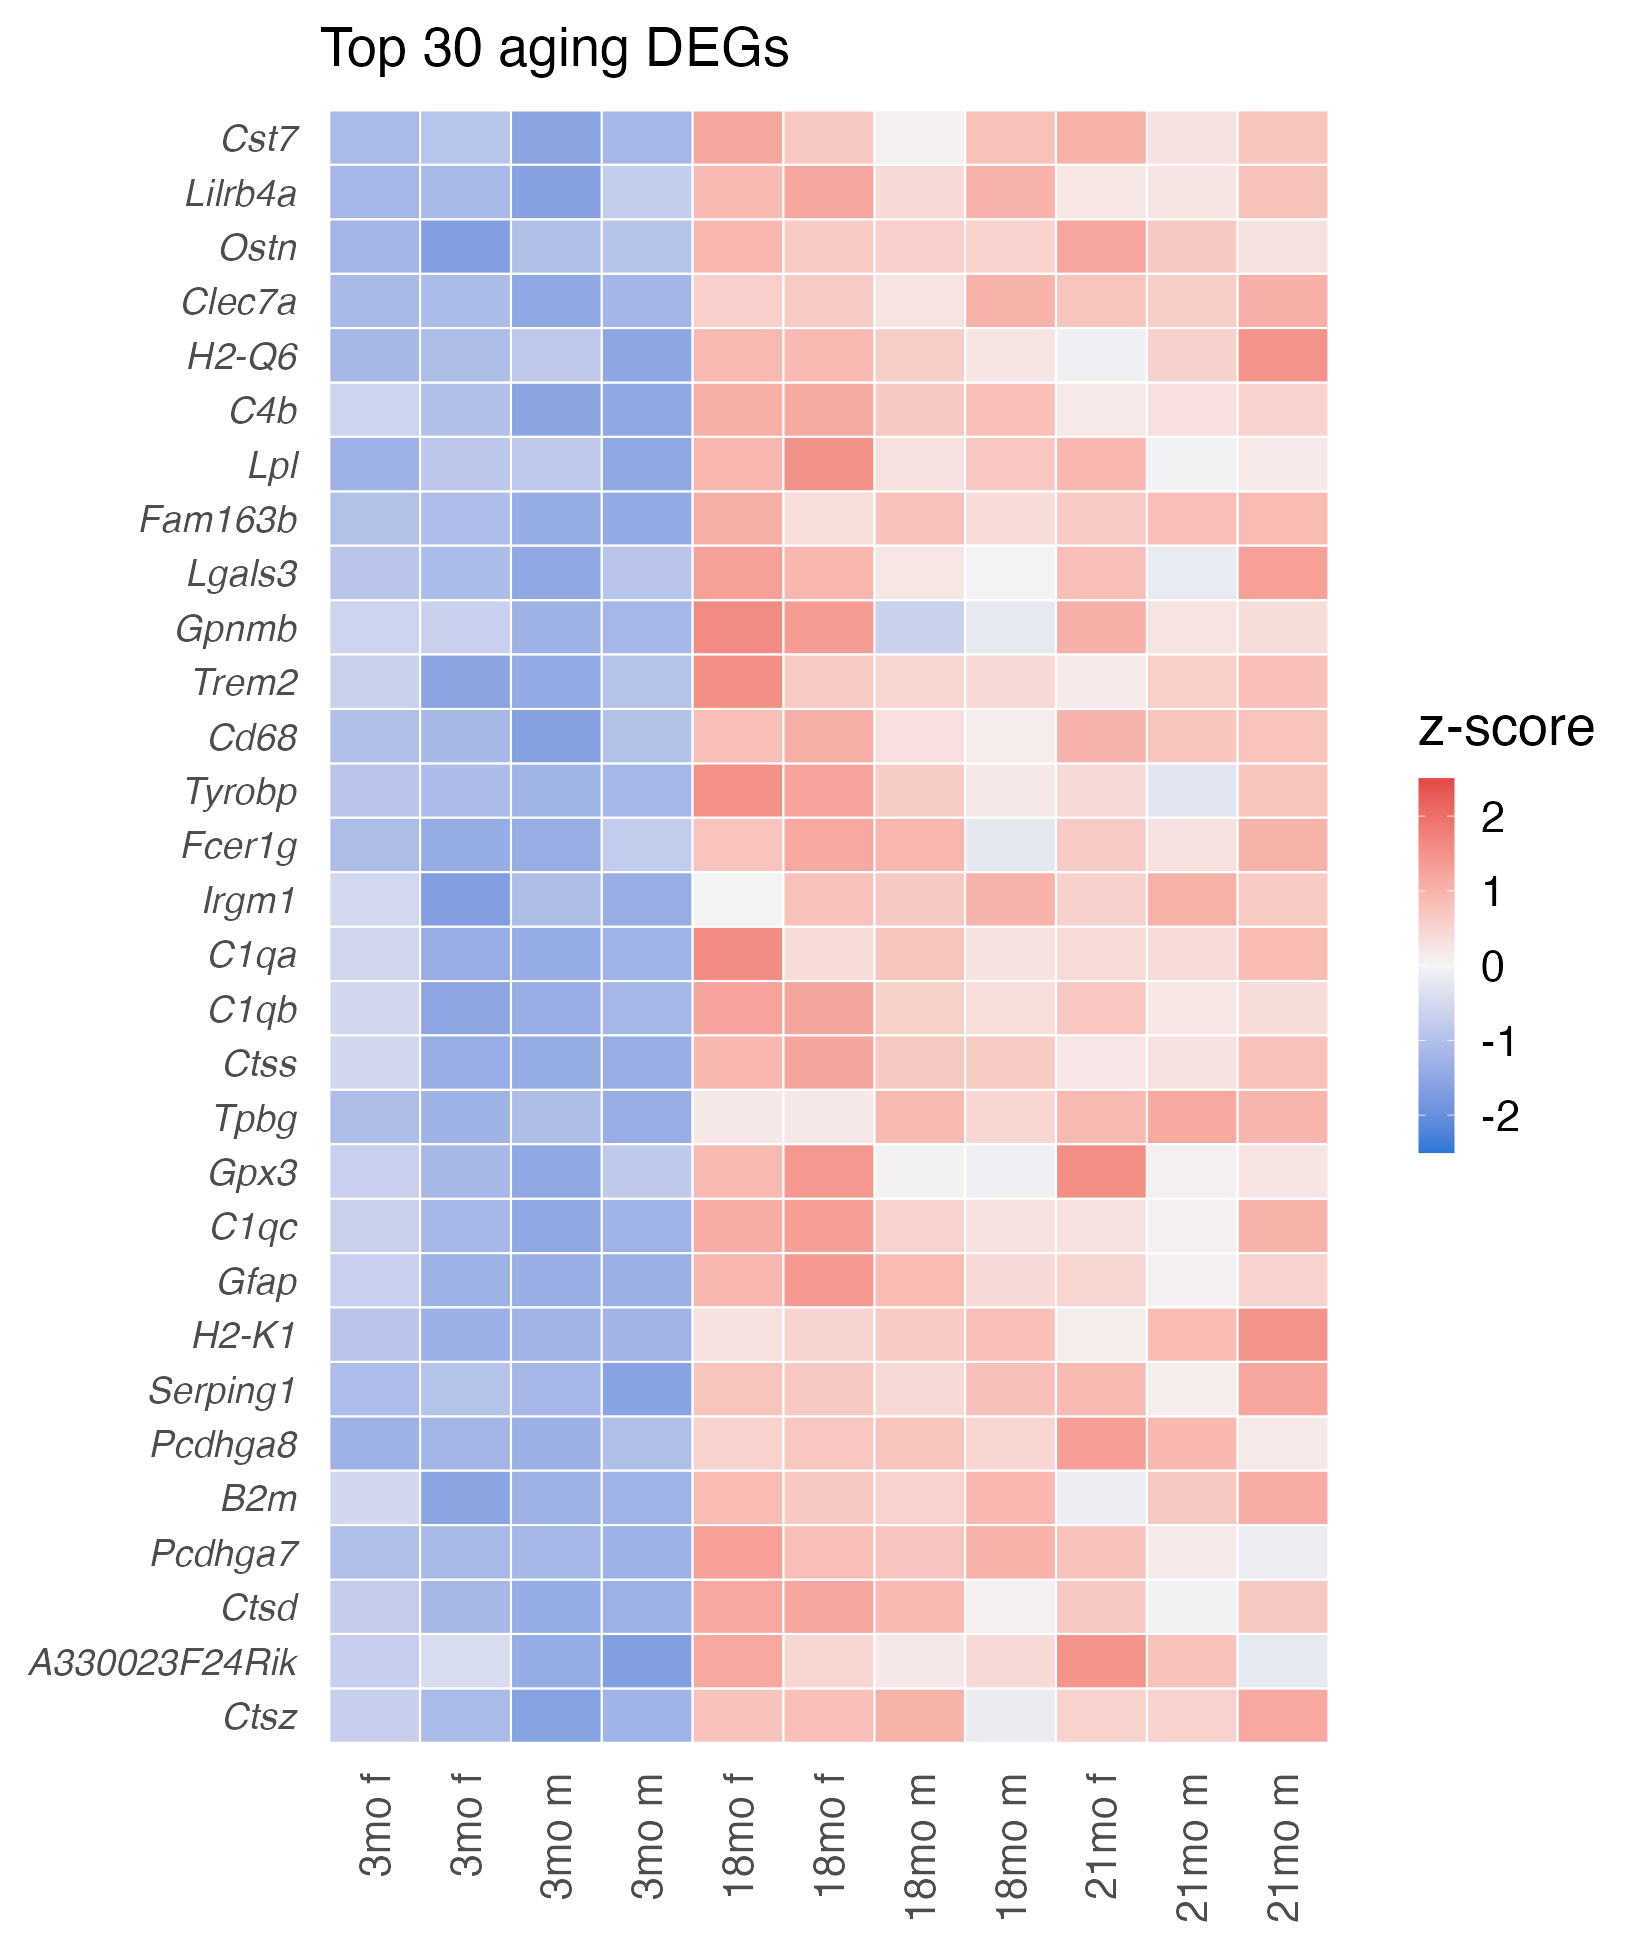 Top 30 aging DEGs
Cst7
Lilrb4a
Ostn
Clec7a
H2-Q6
C4b
Lpl
Fam163b
Lgals3
Gpnmb
Trem2
Cd68
Tyrobp
Fcer1g
Irgm1
C1qa
C1qb
Ctss
Tpbg
Gpx3
C1qc
Gfap
H2-K1
Serping1
Pcdhga8
B2m
Pcdhga7
Ctsd
A330023F24Rik
Ctsz
3mo f
3mo f
3mo m
3mo m
18mo f
18mo f
18mo m
18mo m
21mo f
21mo m
21mo m
z-score
2
1
0
-1
-2